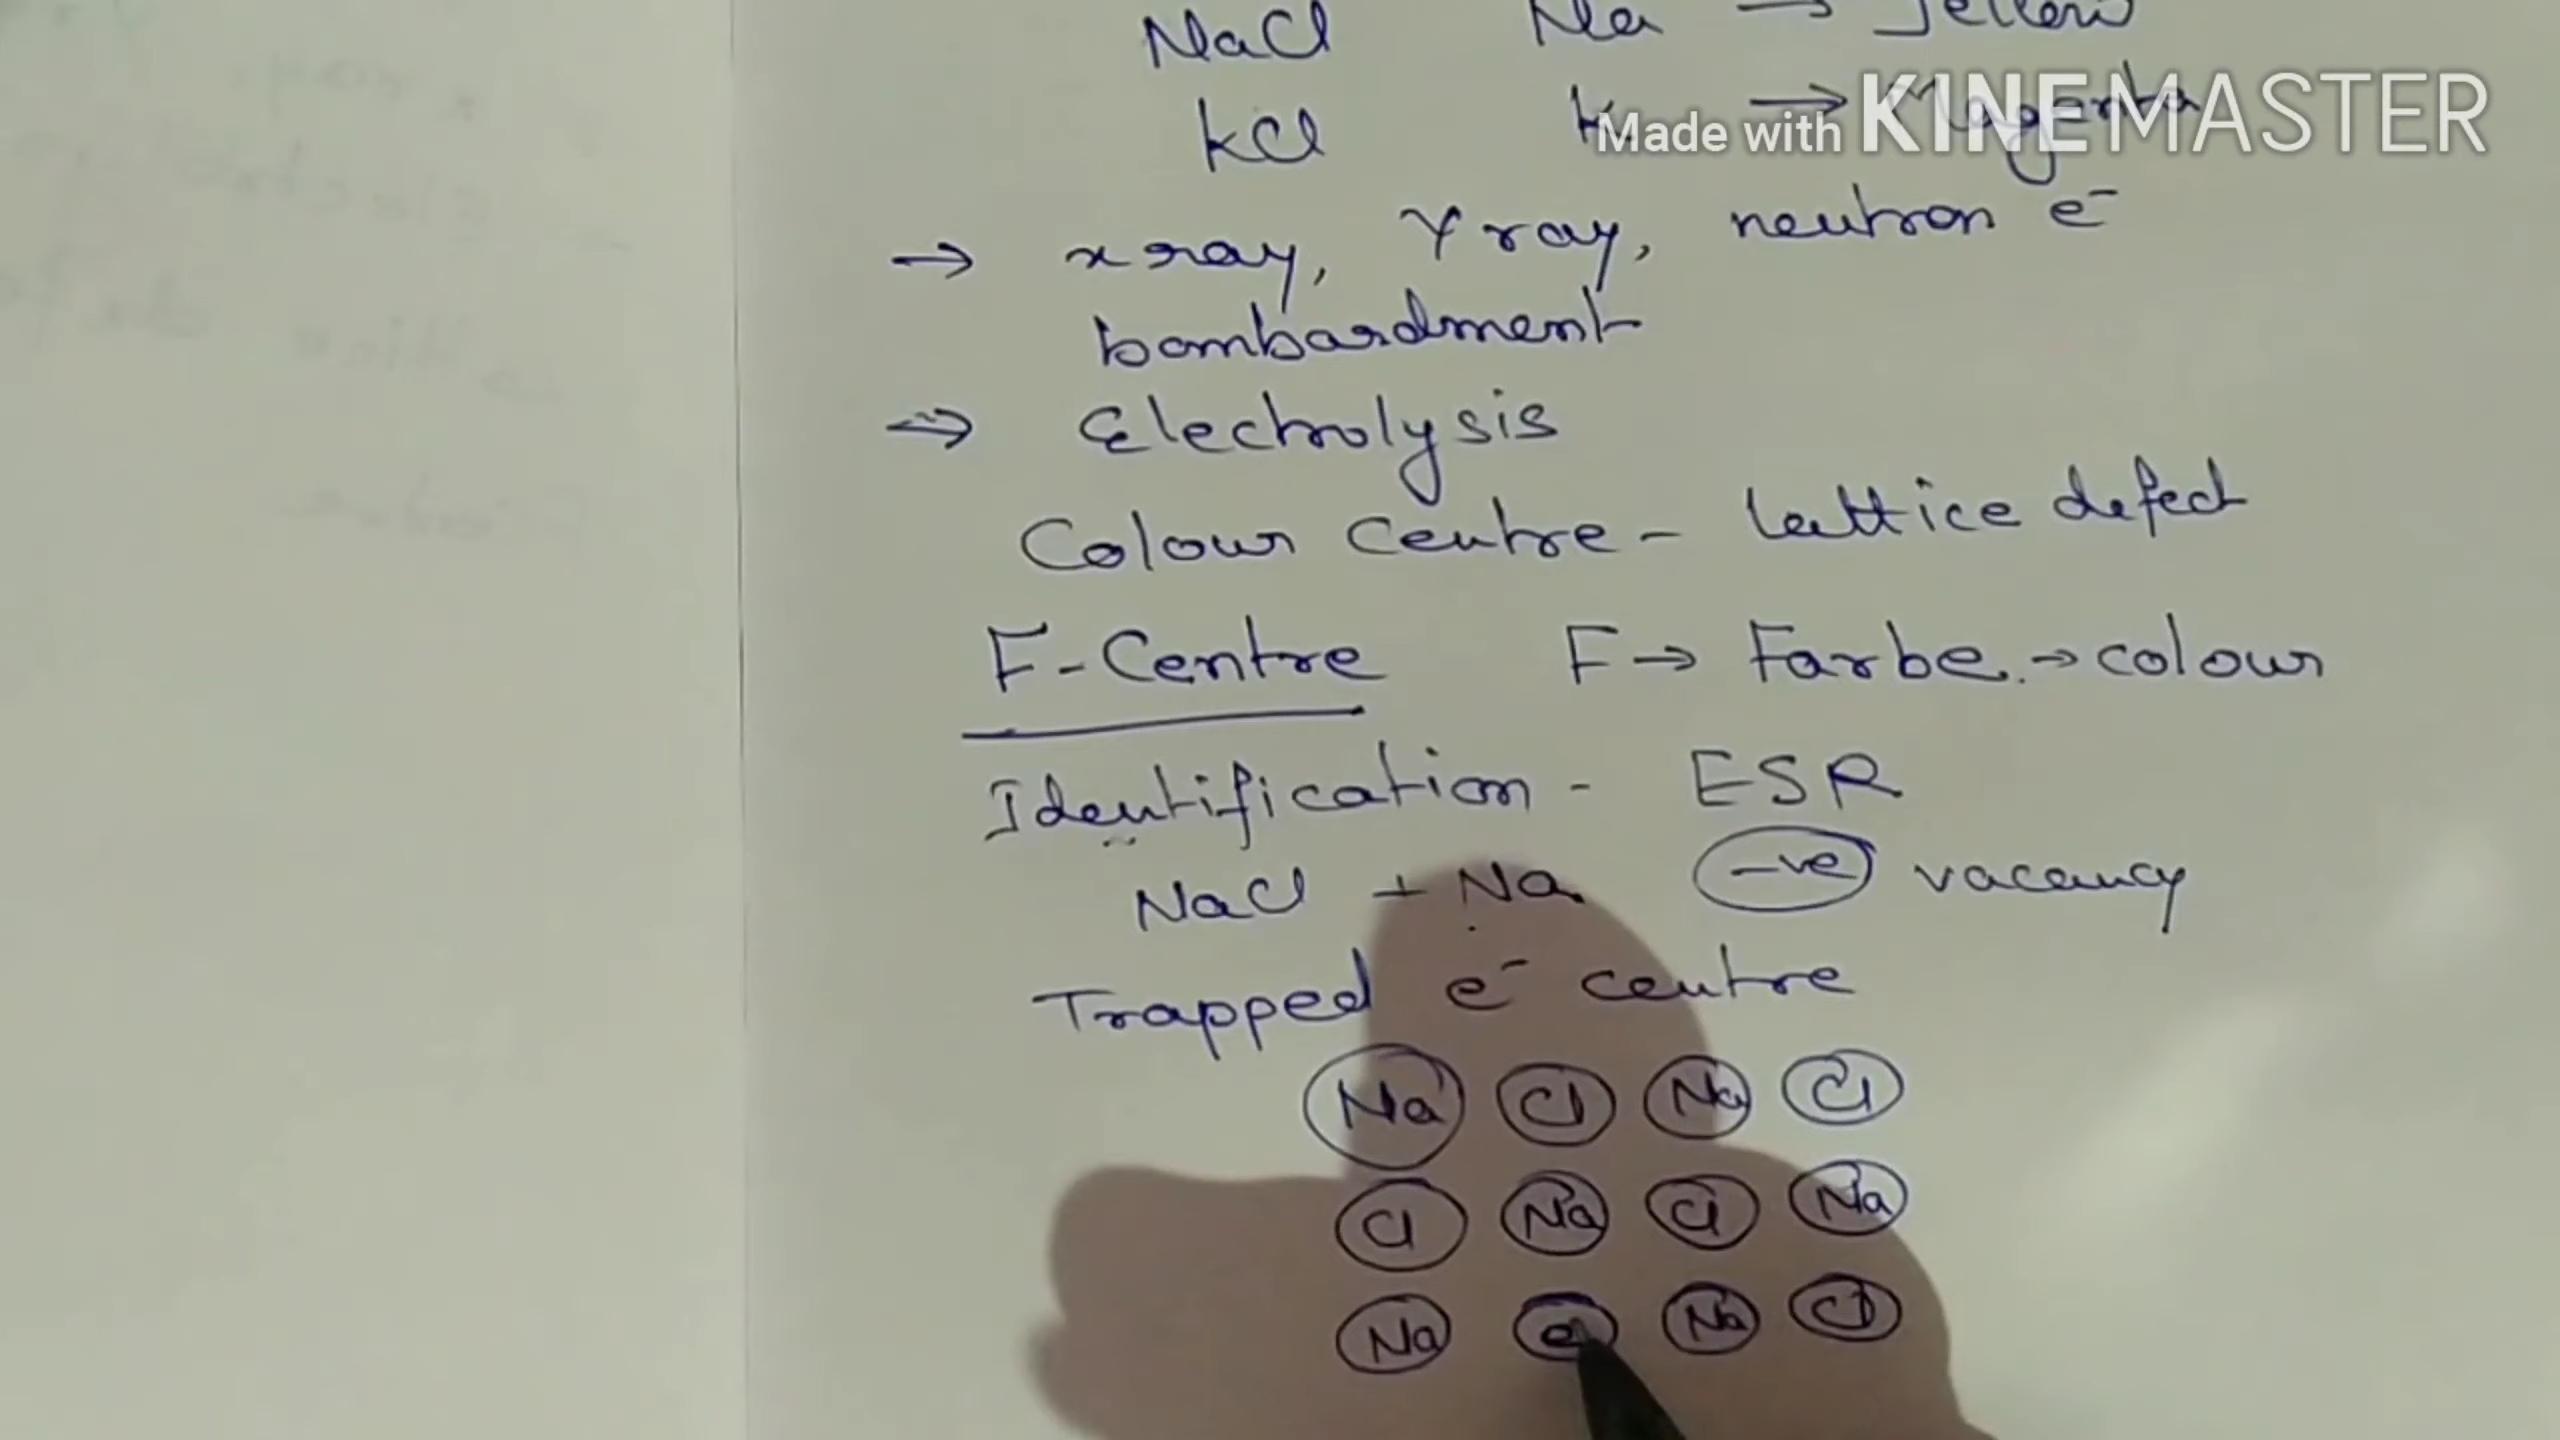 NaCl Na → Yellow
KCl K → Magenta
Made with KINEMASTER
→ x ray, γ ray, neutron e⁻
bombardment
→ Electrolysis
Colour Centre - lattice defect
F-Centre F → Farbe. → colour
Identification - ESR
NaCl + Na -ve vacancy
Trapped e⁻ centre
Na Cl Na Cl
Cl Na Cl Na
Na e Na Cl